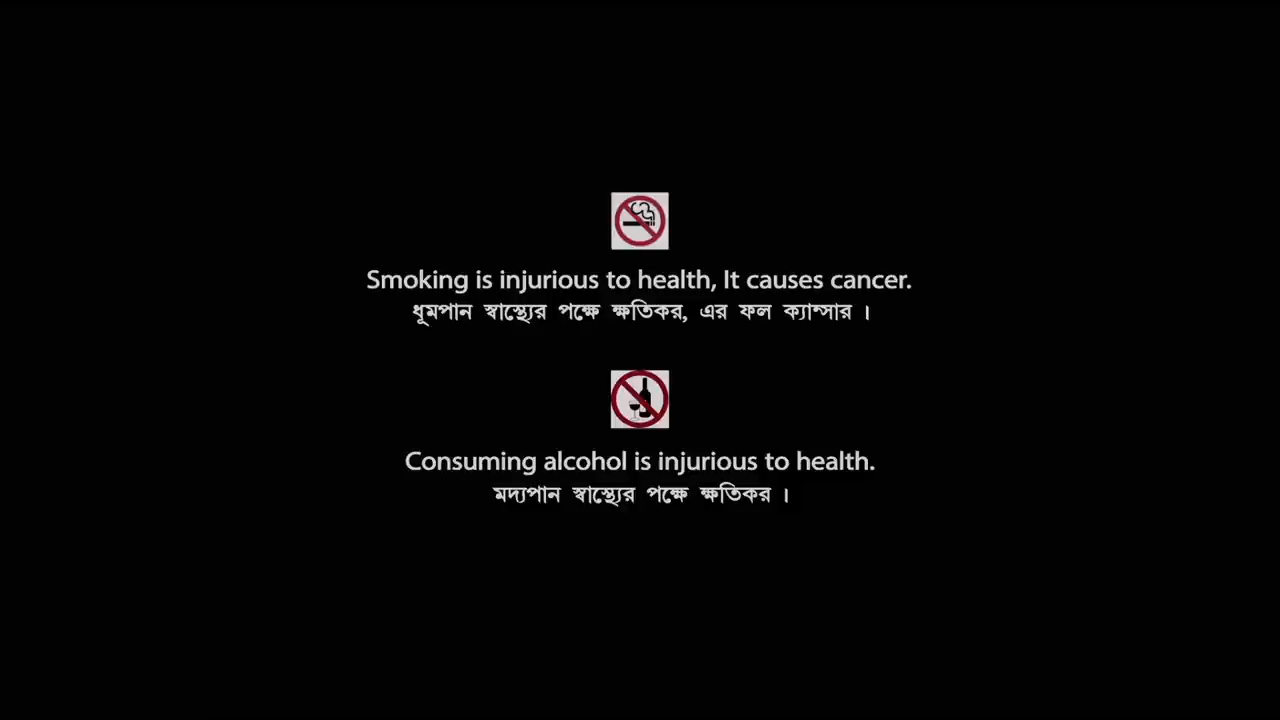 Smoking is injurious to health, It causes cancer.
ধূমপান স্বাস্থ্যের পক্ষে ক্ষতিকর, এর ফল ক্যান্সার ।
Consuming alcohol is injurious to health.
মদ্যপান স্বাস্থ্যের পক্ষে ক্ষতিকর ।